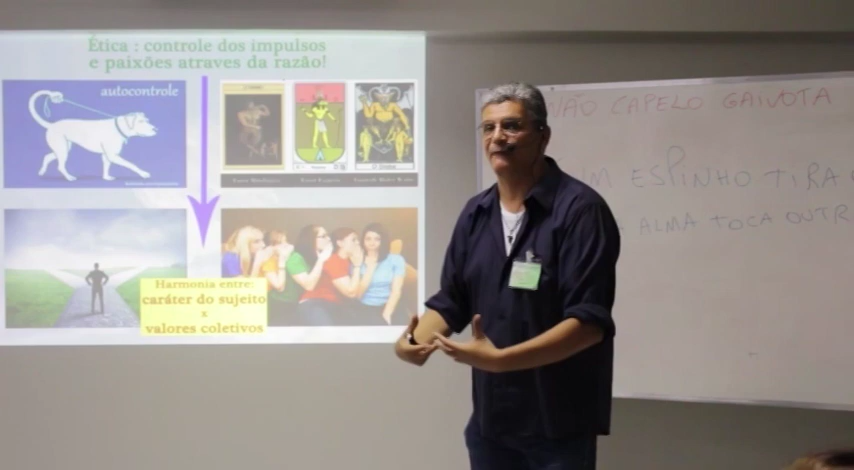 Ética : controle dos impulsos
e paixões atraves da razão!
autocontrole
Harmonia entre:
caráter do sujeito
x
valores coletivos
NÃO CAPELO GAIVOTA
M ESPINHO TIRA
ALMA TOCA OUTR